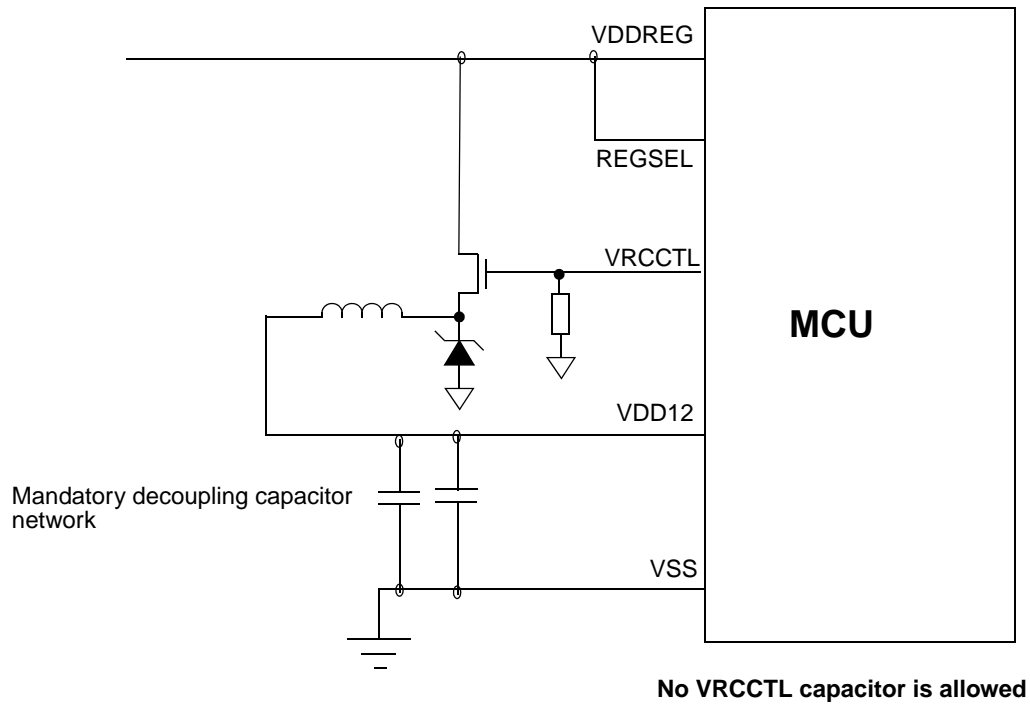 VDDREG
REGSEL
VRCCTL
MCU
VDD12
Mandatory decoupling capacitor
network
VSS
No VRCCTL capacitor is allowed